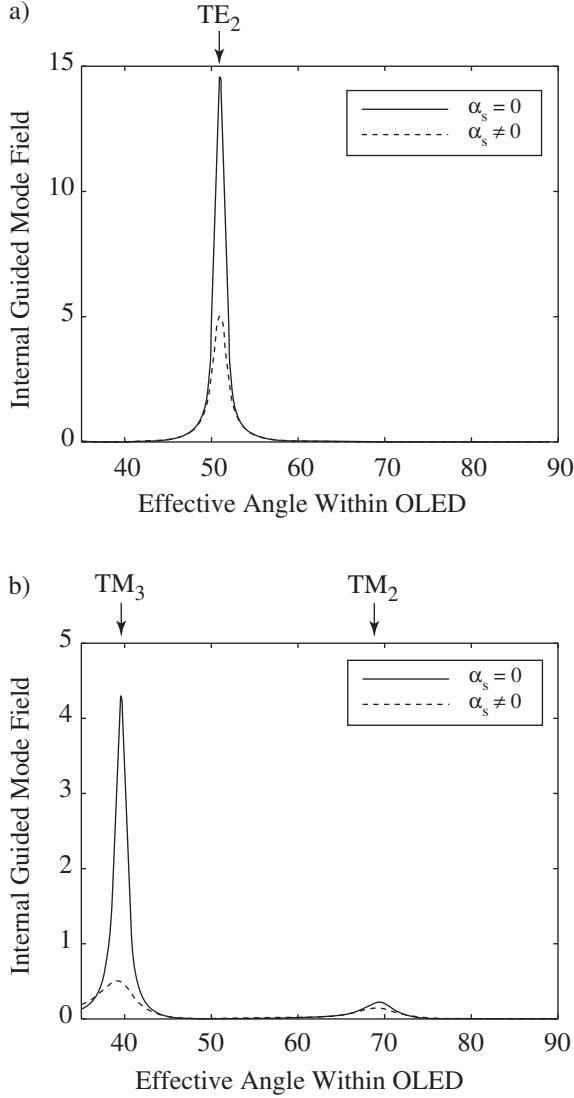 a)
TE2
15
10
5
0
Internal Guided Mode Field
αs = 0
αs ≠ 0
40 50 60 70 80 90
Effective Angle Within OLED
b)
TM3 TM2
5
4
3
2
1
0
Internal Guided Mode Field
αs = 0
αs ≠ 0
40 50 60 70 80 90
Effective Angle Within OLED